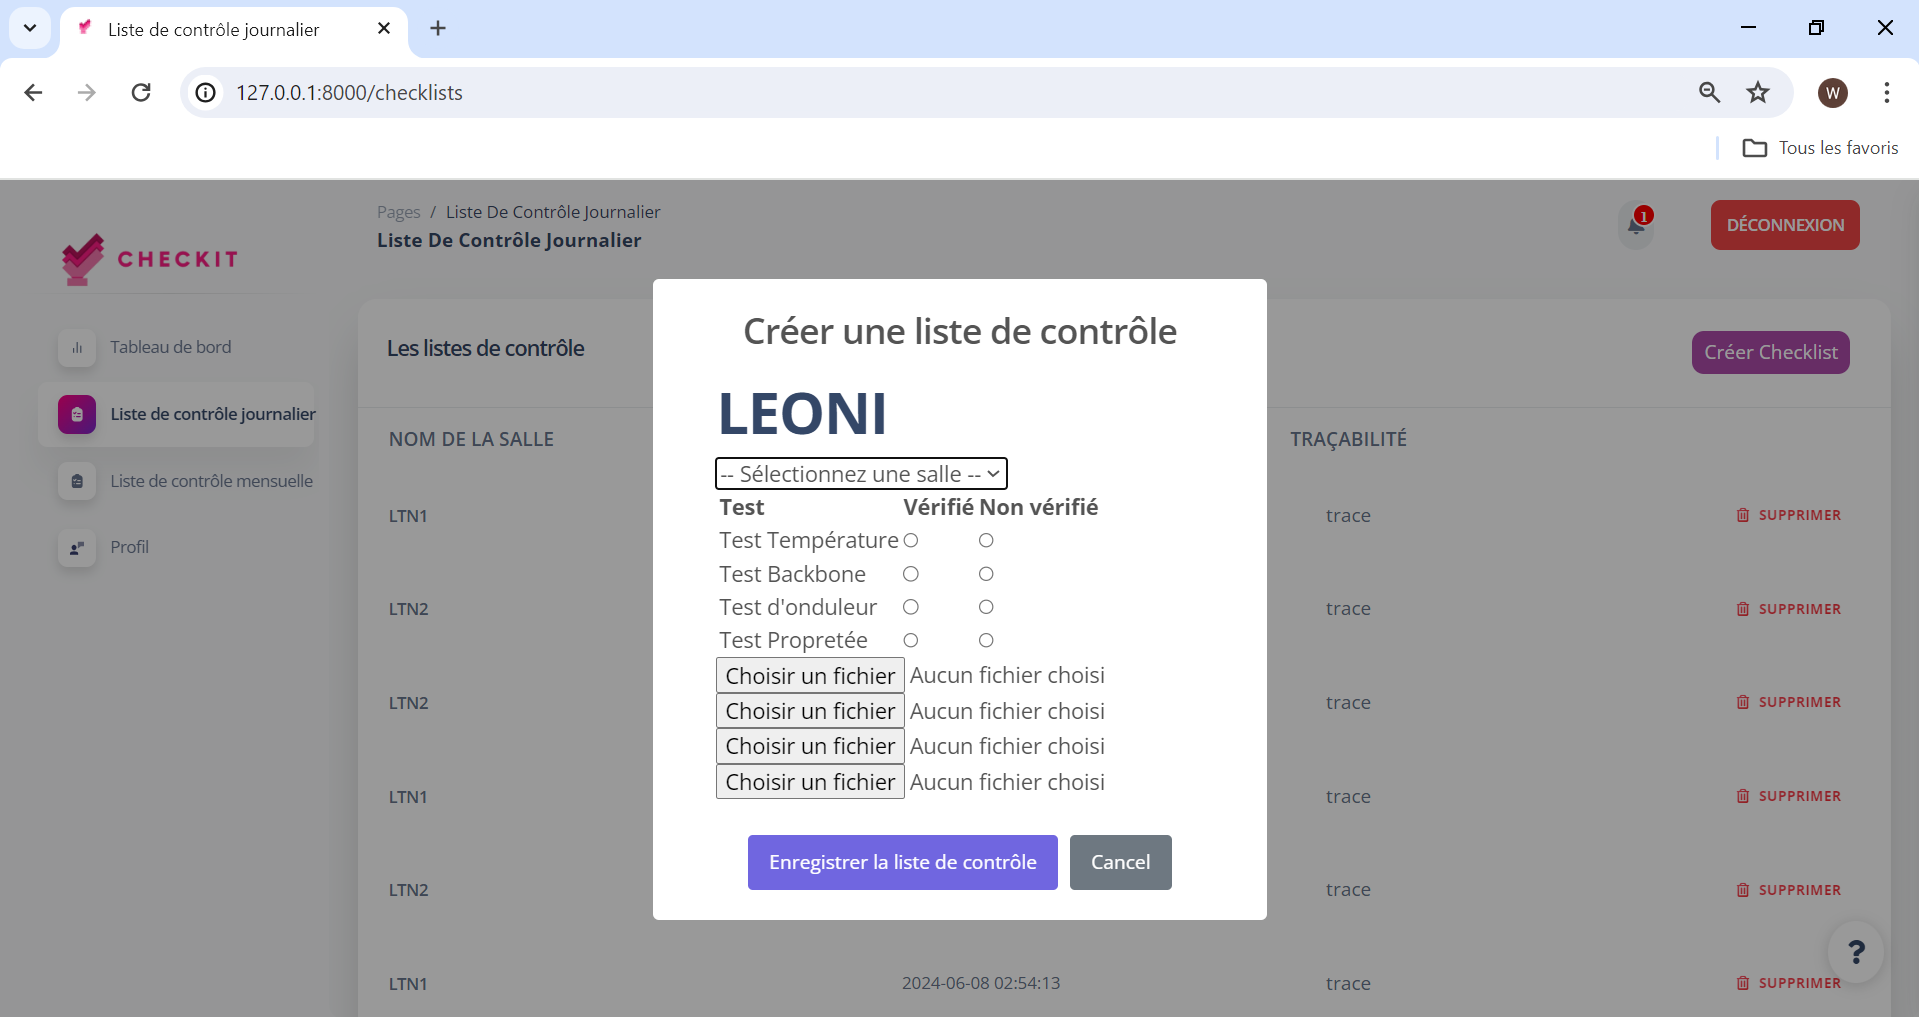 Liste de contrôle journalier
127.0.0.1:8000/checklists
W
Tous les favoris
CHECKIT
Pages / Liste De Contrôle Journalier
Liste De Contrôle Journalier
1
DÉCONNEXION
Tableau de bord
Liste de contrôle journalier
Liste de contrôle mensuelle
Profil
Les listes de contrôle
Créer Checklist
NOM DE LA SALLE
TRAÇABILITÉ
LTN1 trace SUPPRIMER
LTN2 trace SUPPRIMER
LTN2 trace SUPPRIMER
LTN1 trace SUPPRIMER
LTN2 trace SUPPRIMER
LTN1 2024-06-08 02:54:13 trace SUPPRIMER
?
Créer une liste de contrôle
LEONI
-- Sélectionnez une salle --
Test Vérifié Non vérifié
Test Température
Test Backbone
Test d'onduleur
Test Propretée
Choisir un fichier Aucun fichier choisi
Choisir un fichier Aucun fichier choisi
Choisir un fichier Aucun fichier choisi
Choisir un fichier Aucun fichier choisi
Enregistrer la liste de contrôle Cancel